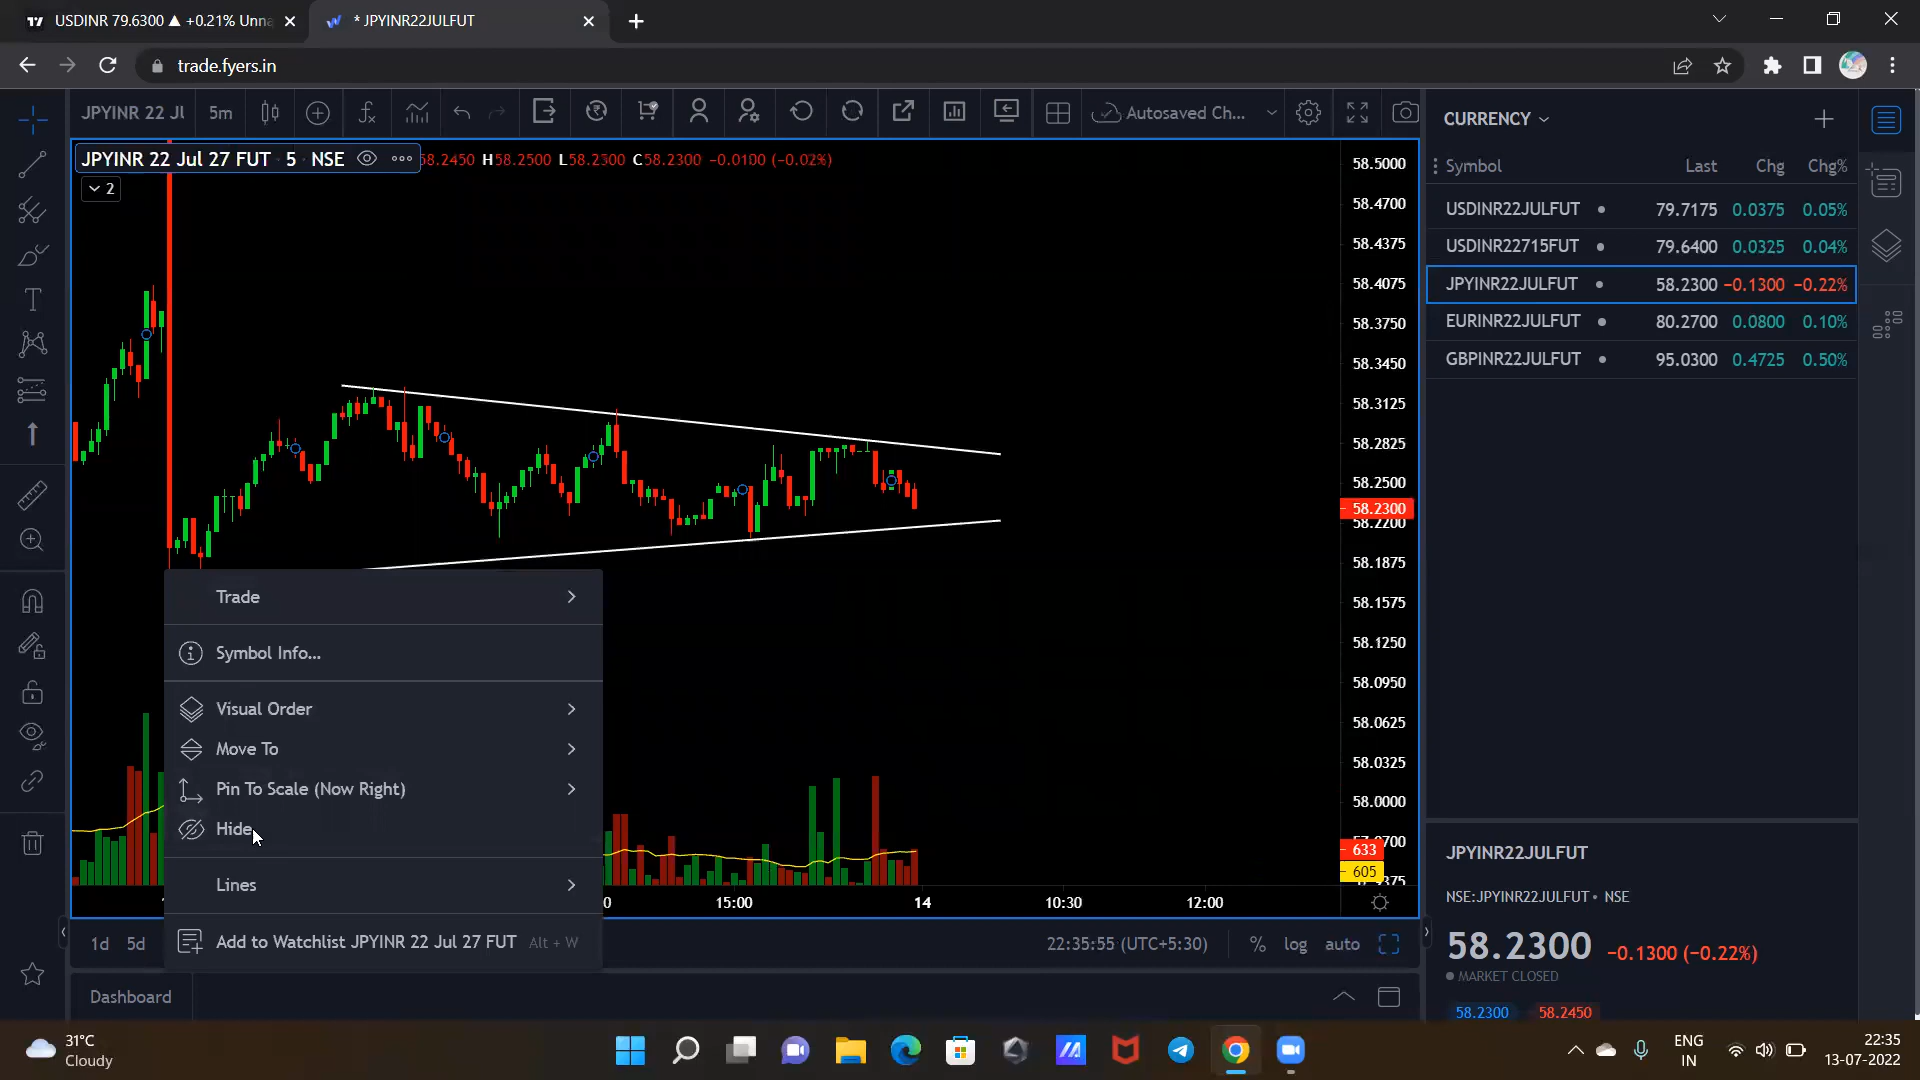 USDINR 79.6300 ▲ +0.21% Unna
* JPYINR22JULFUT
trade.fyers.in
JPYINR 22 Jul
5m
Autosaved Ch...
JPYINR 22 Jul 27 FUT 5 NSE
58.2450 H58.2500 L58.2300 C58.2300 −0.0100 (−0.02%)
2
58.5000
58.4700
58.4375
58.4075
58.3750
58.3450
58.3125
58.2825
58.2500
58.2300
58.2200
58.1875
58.1575
58.1250
58.0950
58.0625
58.0325
58.0000
633
605
Trade
Symbol Info...
Visual Order
Move To
Pin To Scale (Now Right)
Hide
Lines
Add to Watchlist JPYINR 22 Jul 27 FUT Alt + W
15:00
14
10:30
12:00
1d 5d
22:35:55 (UTC+5:30)
% log auto
Dashboard
CURRENCY
Symbol Last Chg Chg%
USDINR22JULFUT 79.7175 0.0375 0.05%
USDINR22715FUT 79.6400 0.0325 0.04%
JPYINR22JULFUT 58.2300 −0.1300 −0.22%
EURINR22JULFUT 80.2700 0.0800 0.10%
GBPINR22JULFUT 95.0300 0.4725 0.50%
JPYINR22JULFUT
NSE:JPYINR22JULFUT • NSE
58.2300 −0.1300 (−0.22%)
MARKET CLOSED
58.2300 58.2450
31°C
Cloudy
ENG
IN
22:35
13-07-2022